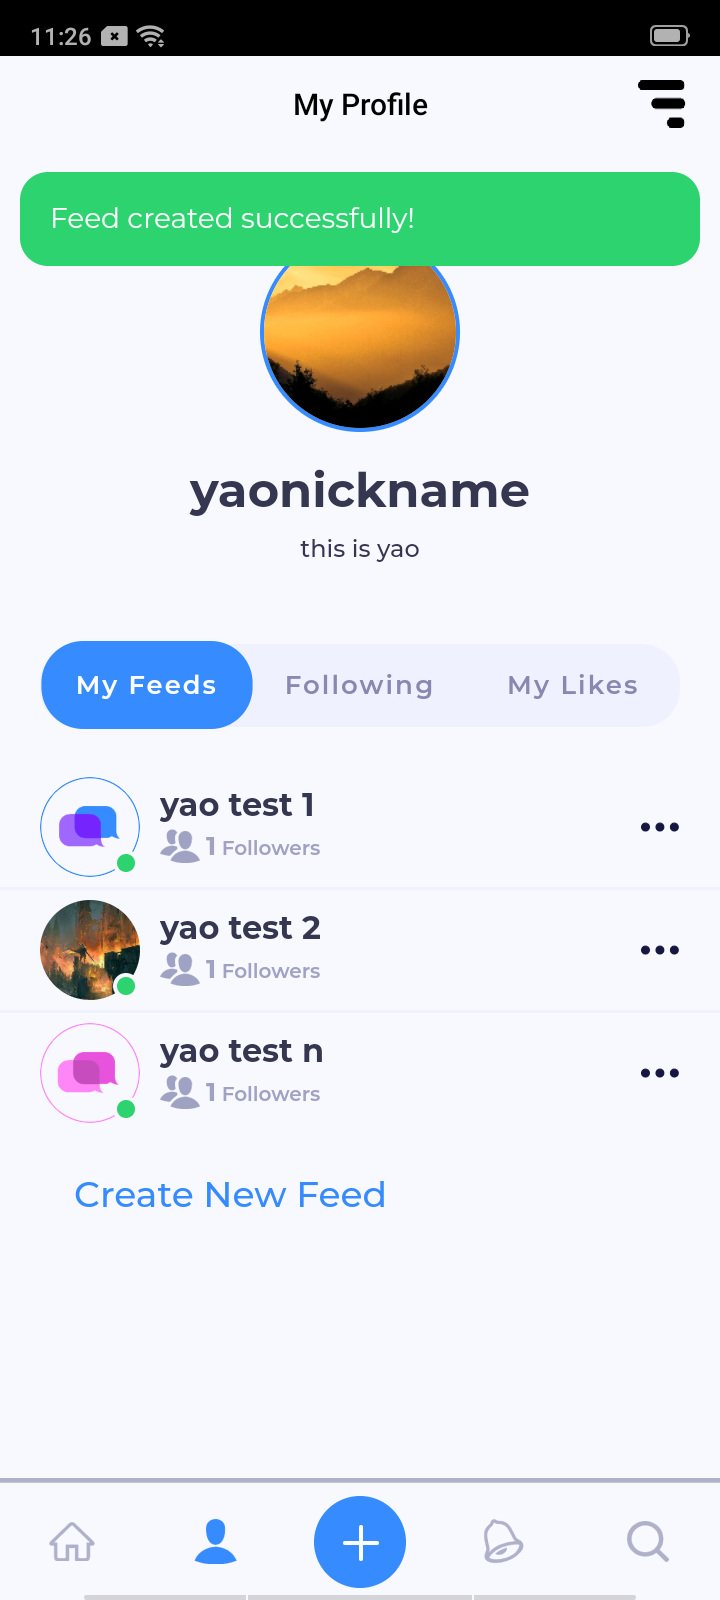 11:26
My Profile
Feed created successfully!
yaonickname
this is yao
My Feeds Following My Likes
yao test 1
1 Followers
yao test 2
1 Followers
yao test n
1 Followers
Create New Feed